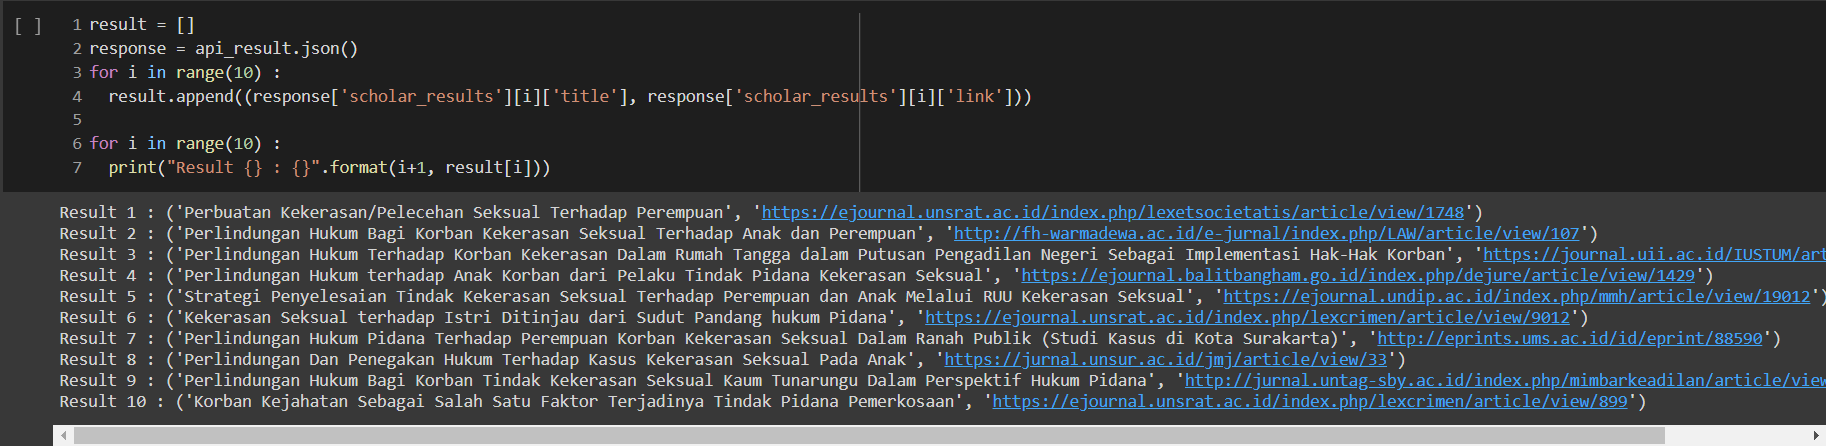 [ ]
1 result = []
2 response = api_result.json()
3 for i in range(10) :
4   result.append((response['scholar_results'][i]['title'], response['scholar_results'][i]['link']))
5
6 for i in range(10) :
7   print("Result {} : {}".format(i+1, result[i]))
Result 1 : ('Perbuatan Kekerasan/Pelecehan Seksual Terhadap Perempuan', 'https://ejournal.unsrat.ac.id/index.php/lexetsocietatis/article/view/1748')
Result 2 : ('Perlindungan Hukum Bagi Korban Kekerasan Seksual Terhadap Anak dan Perempuan', 'http://fh-warmadewa.ac.id/e-jurnal/index.php/LAW/article/view/107')
Result 3 : ('Perlindungan Hukum Terhadap Korban Kekerasan Dalam Rumah Tangga dalam Putusan Pengadilan Negeri Sebagai Implementasi Hak-Hak Korban', 'https://journal.uii.ac.id/IUSTUM/art
Result 4 : ('Perlindungan Hukum terhadap Anak Korban dari Pelaku Tindak Pidana Kekerasan Seksual', 'https://ejournal.balitbangham.go.id/index.php/dejure/article/view/1429')
Result 5 : ('Strategi Penyelesaian Tindak Kekerasan Seksual Terhadap Perempuan dan Anak Melalui RUU Kekerasan Seksual', 'https://ejournal.undip.ac.id/index.php/mmh/article/view/19012')
Result 6 : ('Kekerasan Seksual terhadap Istri Ditinjau dari Sudut Pandang hukum Pidana', 'https://ejournal.unsrat.ac.id/index.php/lexcrimen/article/view/9012')
Result 7 : ('Perlindungan Hukum Pidana Terhadap Perempuan Korban Kekerasan Seksual Dalam Ranah Publik (Studi Kasus di Kota Surakarta)', 'http://eprints.ums.ac.id/id/eprint/88590')
Result 8 : ('Perlindungan Dan Penegakan Hukum Terhadap Kasus Kekerasan Seksual Pada Anak', 'https://jurnal.unsur.ac.id/jmj/article/view/33')
Result 9 : ('Perlindungan Hukum Bagi Korban Tindak Kekerasan Seksual Kaum Tunarungu Dalam Perspektif Hukum Pidana', 'http://jurnal.untag-sby.ac.id/index.php/mimbarkeadilan/article/view
Result 10 : ('Korban Kejahatan Sebagai Salah Satu Faktor Terjadinya Tindak Pidana Pemerkosaan', 'https://ejournal.unsrat.ac.id/index.php/lexcrimen/article/view/899')